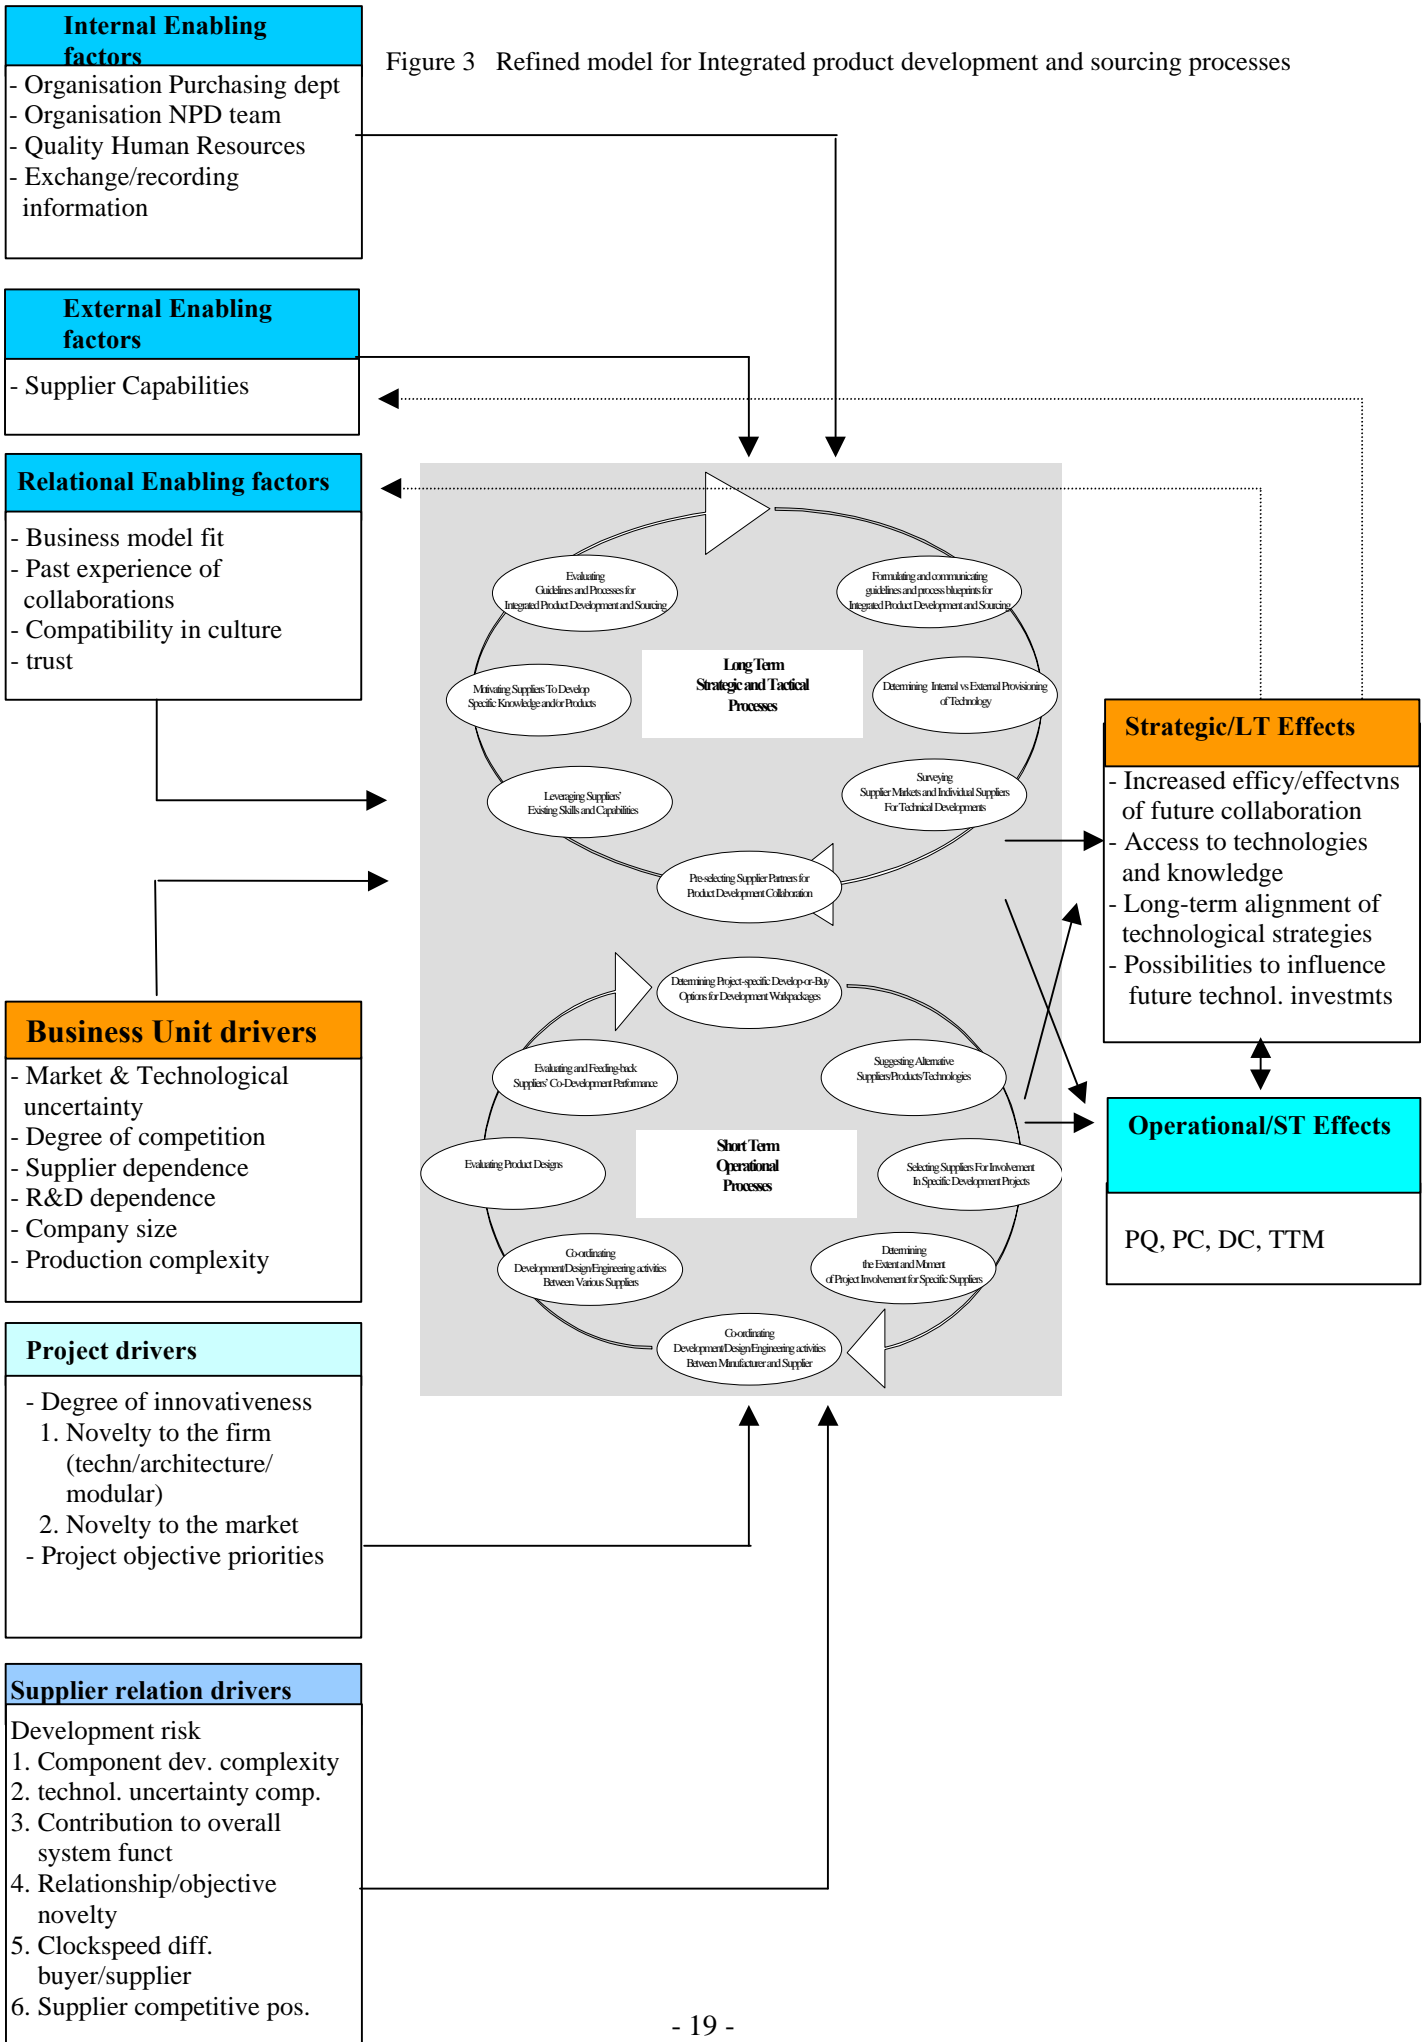 Internal Enabling
factors
- Organisation Purchasing dept
- Organisation NPD team
- Quality Human Resources
- Exchange/recording
information
Figure 3   Refined model for Integrated product development and sourcing processes
External Enabling
factors
- Supplier Capabilities
Relational Enabling factors
- Business model fit
- Past experience of
collaborations
- Compatibility in culture
- trust
Evaluating
Guidelines and Processes for
Integrated Product Development and Sourcing
Formulating and communicating
guidelines and process blueprints for
Integrated Product Development and Sourcing
Long Term
Strategic and Tactical
Processes
Motivating Suppliers To Develop
Specific Knowledge and/or Products
Determining Internal vs External Provisioning
of Technology
Leveraging Suppliers'
Existing Skills and Capabilities
Surveying
Supplier Markets and Individual Suppliers
For Technical Developments
Pre-selecting Supplier Partners for
Product Development Collaboration
Strategic/LT Effects
- Increased efficy/effectvns
of future collaboration
- Access to technologies
and knowledge
- Long-term alignment of
technological strategies
- Possibilities to influence
future technol. investmts
Business Unit drivers
- Market & Technological
uncertainty
- Degree of competition
- Supplier dependence
- R&D dependence
- Company size
- Production complexity
Determining Project-specific Develop-or-Buy
Options for Development Workpackages
Evaluating and Feeding-back
Suppliers' Co-Development Performance
Suggesting Alternative
Suppliers/Products/Technologies
Short Term
Operational
Processes
Evaluating Product Designs
Selecting Suppliers For Involvement
In Specific Development Projects
Co-ordinating
Development/Design/Engineering activities
Between Various Suppliers
Determining
the Extent and Moment
of Project Involvement for Specific Suppliers
Co-ordinating
Development/Design/Engineering activities
Between Manufacturer and Supplier
Operational/ST Effects
PQ, PC, DC, TTM
Project drivers
- Degree of innovativeness
1. Novelty to the firm
(techn/architecture/
modular)
2. Novelty to the market
- Project objective priorities
Supplier relation drivers
Development risk
1. Component dev. complexity
2. technol. uncertainty comp.
3. Contribution to overall
system funct
4. Relationship/objective
novelty
5. Clockspeed diff.
buyer/supplier
6. Supplier competitive pos.
- 19 -